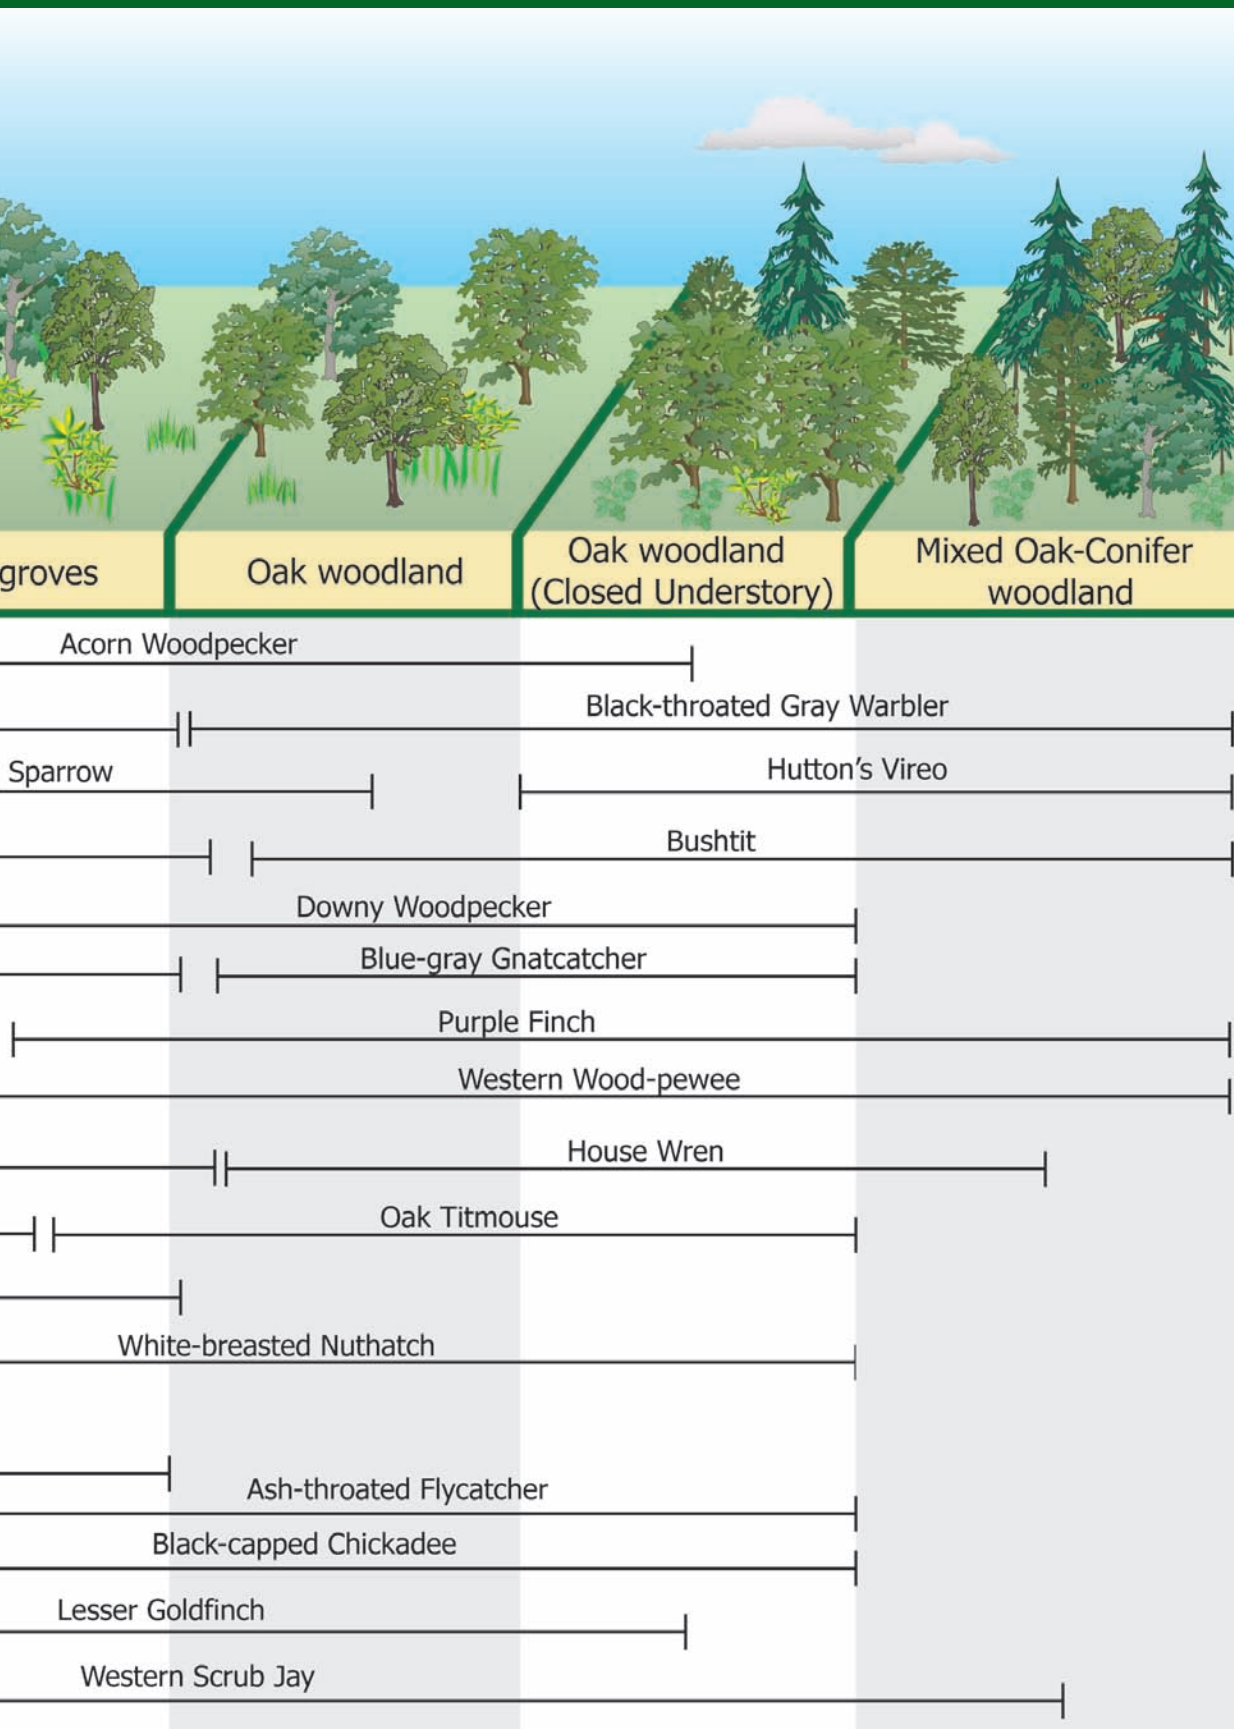 groves
Oak woodland
Oak woodland
(Closed Understory)
Mixed Oak-Conifer
woodland
Acorn Woodpecker
Black-throated Gray Warbler
Sparrow
Hutton's Vireo
Bushtit
Downy Woodpecker
Blue-gray Gnatcatcher
Purple Finch
Western Wood-pewee
House Wren
Oak Titmouse
White-breasted Nuthatch
Ash-throated Flycatcher
Black-capped Chickadee
Lesser Goldfinch
Western Scrub Jay